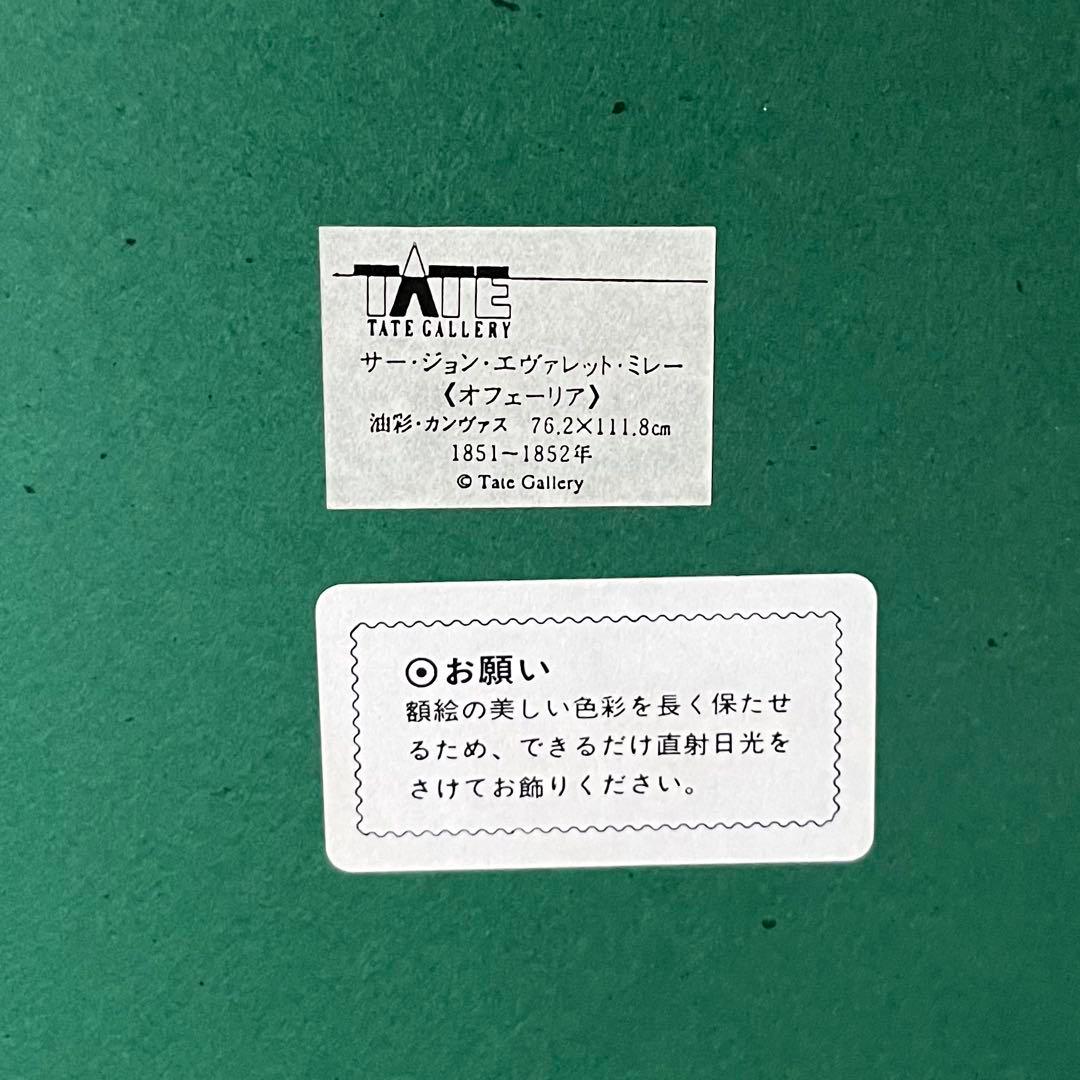 TATE
TATE GALLERY
サー・ジョン・エヴァレット・ミレー
《オフェーリア》
油彩・カンヴァス 76.2×111.8cm
1851〜1852年
© Tate Gallery
⦿お願い
額絵の美しい色彩を長く保たせ
るため、できるだけ直射日光を
さけてお飾りください。